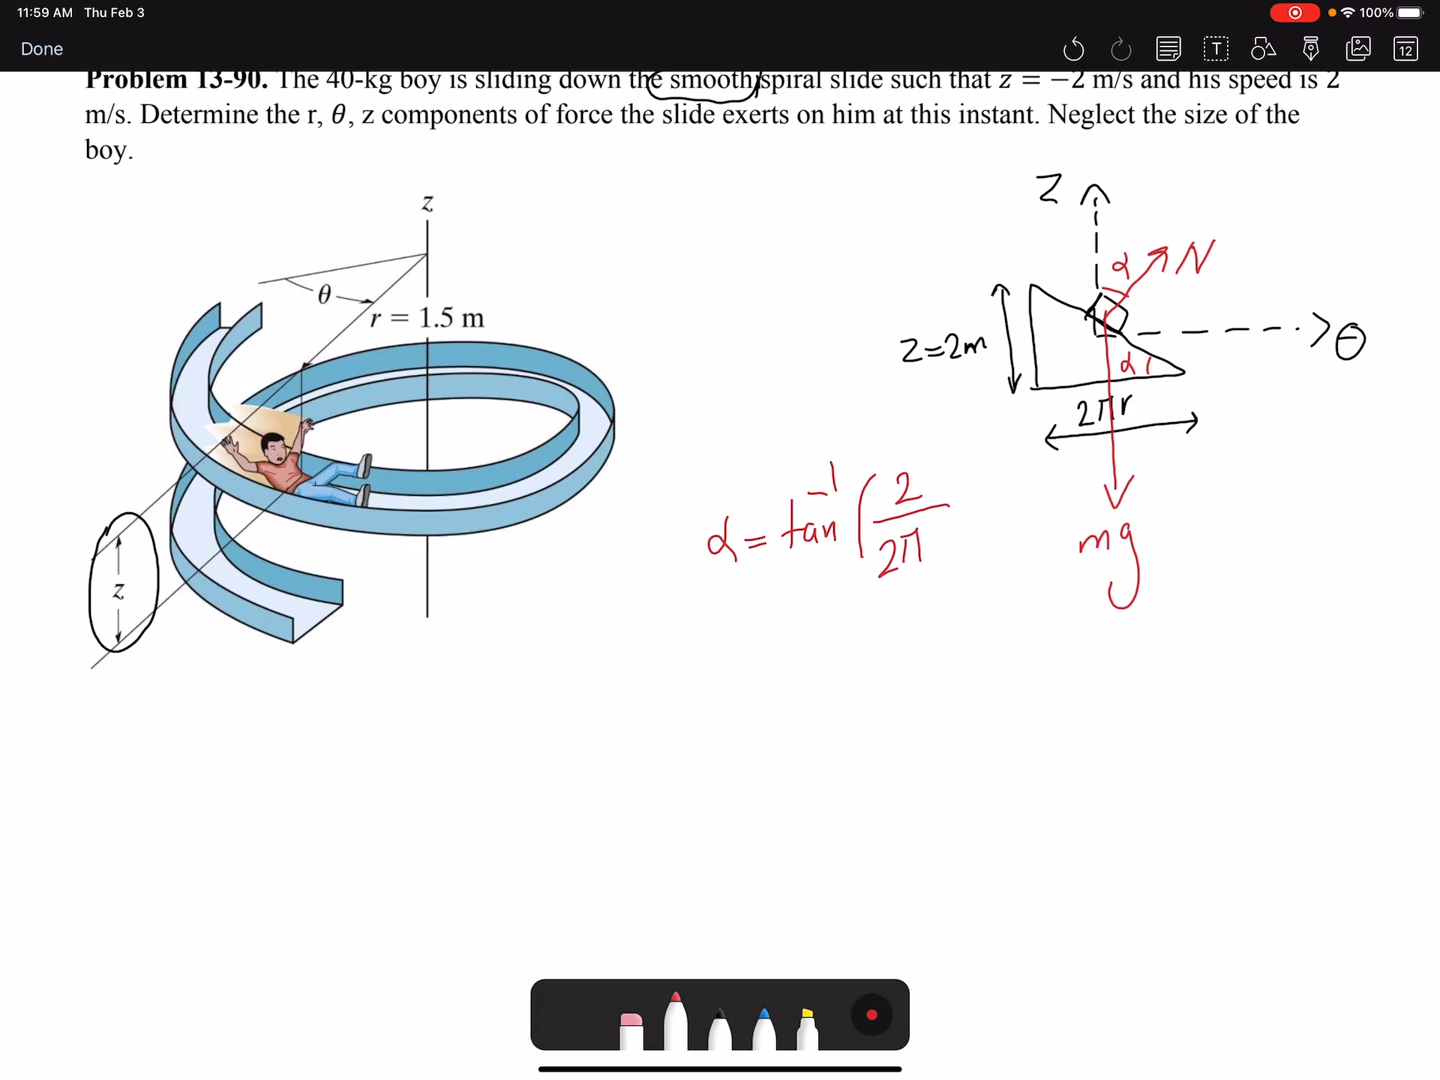 11:59 AM Thu Feb 3
100%
Done
T
12
Problem 13-90. The 40-kg boy is sliding down the smooth spiral slide such that z = −2 m/s and his speed is 2
m/s. Determine the r, θ, z components of force the slide exerts on him at this instant. Neglect the size of the
boy.
z
θ
r = 1.5 m
z
Z
α
N
Z=2m
α
θ
2πr
α = tan⁻¹ ( 2
2π
mg